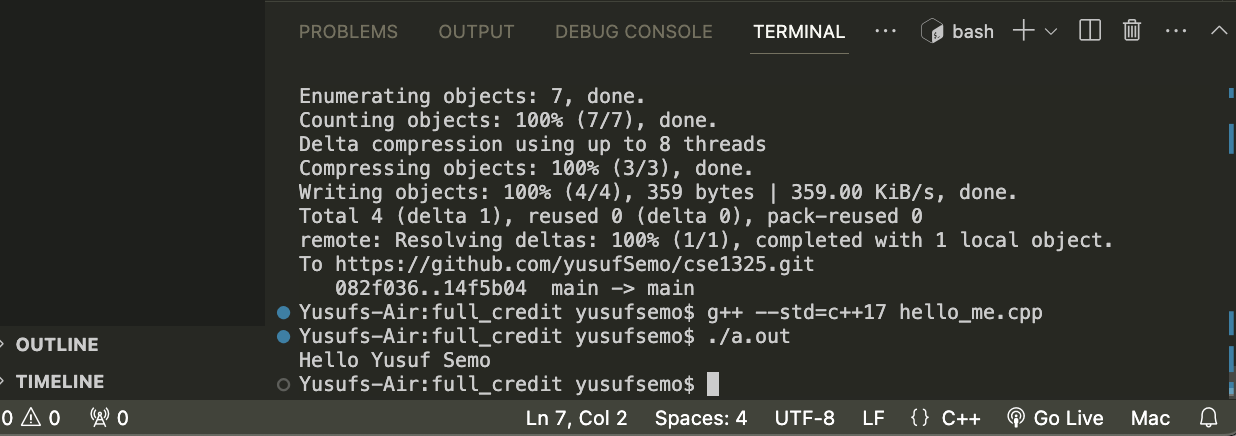 PROBLEMS OUTPUT DEBUG CONSOLE TERMINAL ... bash
Enumerating objects: 7, done.
Counting objects: 100% (7/7), done.
Delta compression using up to 8 threads
Compressing objects: 100% (3/3), done.
Writing objects: 100% (4/4), 359 bytes | 359.00 KiB/s, done.
Total 4 (delta 1), reused 0 (delta 0), pack-reused 0
remote: Resolving deltas: 100% (1/1), completed with 1 local object.
To https://github.com/yusufSemo/cse1325.git
082f036..14f5b04 main -> main
Yusufs-Air:full_credit yusufsemo$ g++ --std=c++17 hello_me.cpp
Yusufs-Air:full_credit yusufsemo$ ./a.out
Hello Yusuf Semo
Yusufs-Air:full_credit yusufsemo$
OUTLINE
TIMELINE
0 0 0 Ln 7, Col 2 Spaces: 4 UTF-8 LF {} C++ Go Live Mac